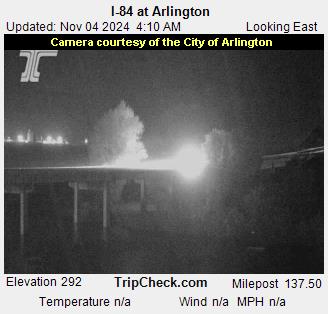 I-84 at Arlington
Updated: Nov 04 2024 4:10 AM Looking East
Camera courtesy of the City of Arlington
Elevation 292 TripCheck.com Milepost 137.50
Temperature n/a Wind n/a MPH n/a